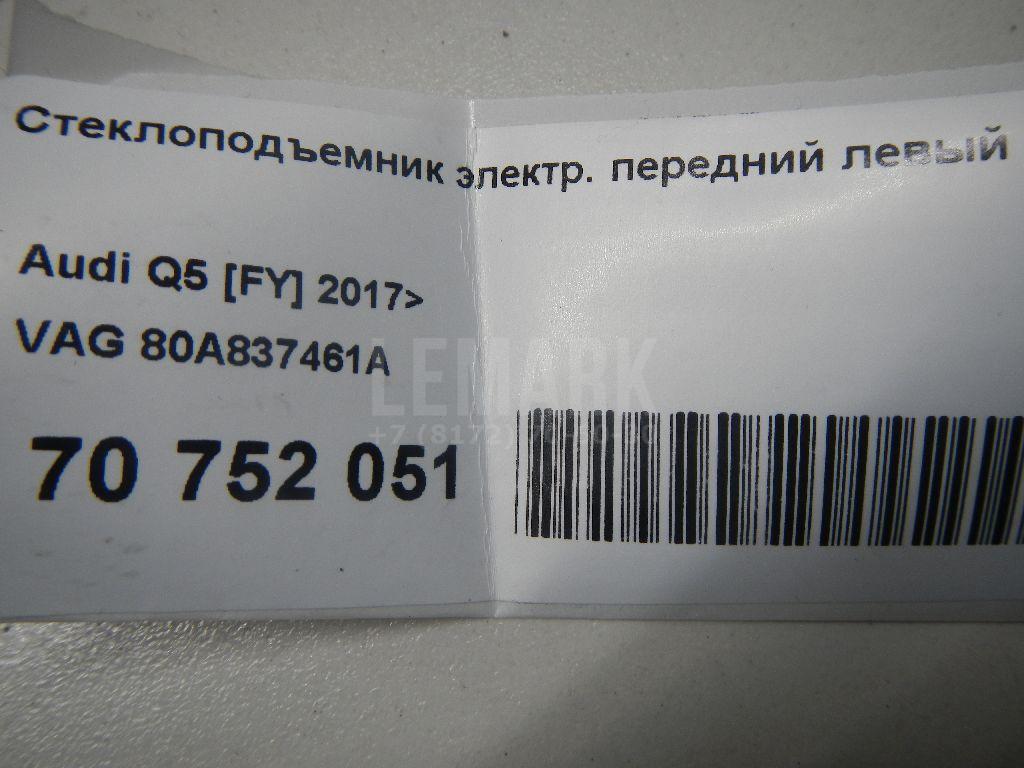 Стеклоподъемник электр. передний левый
Audi Q5 [FY] 2017>
VAG 80A837461A
LEMARK
70 752 051